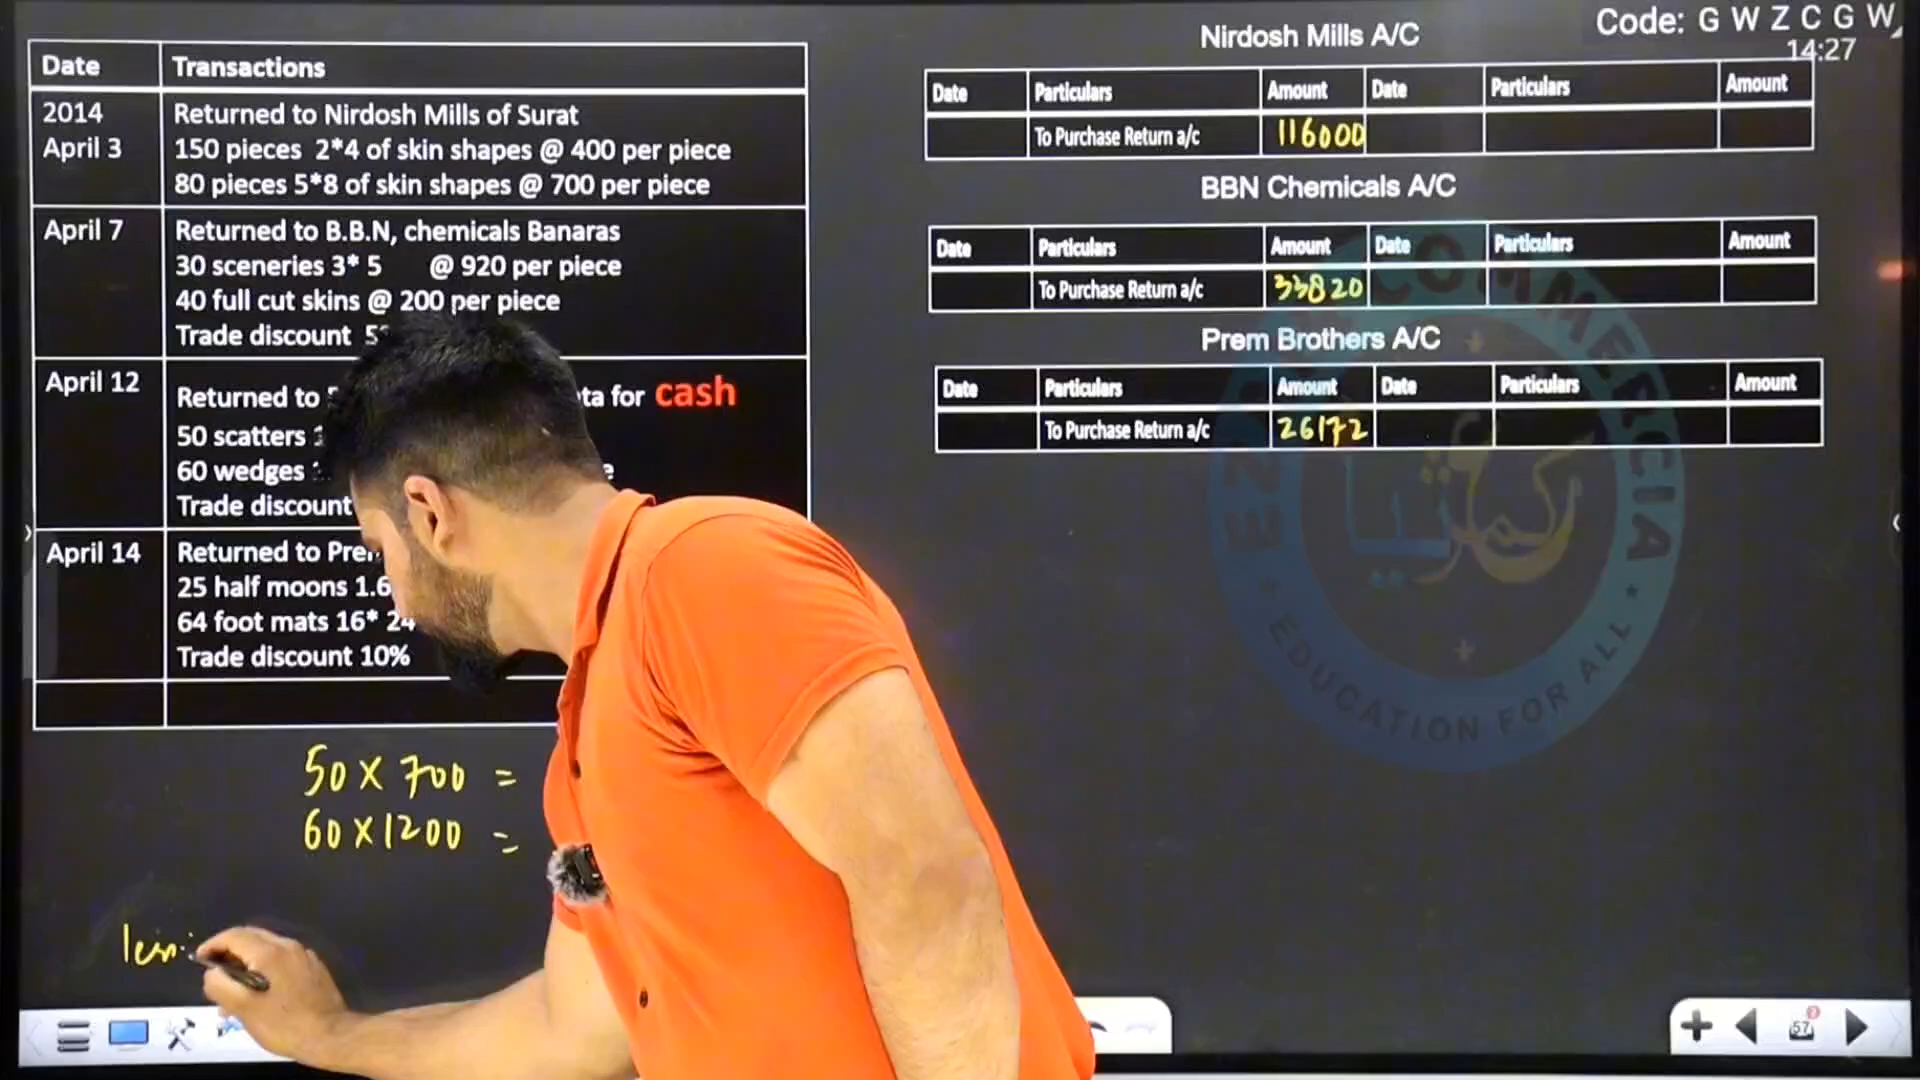 Code: G W Z C G W
14:27
Date Transactions
2014 Returned to Nirdosh Mills of Surat
April 3 150 pieces 2*4 of skin shapes @ 400 per piece
80 pieces 5*8 of skin shapes @ 700 per piece
April 7 Returned to B.B.N, chemicals Banaras
30 sceneries 3* 5 @ 920 per piece
40 full cut skins @ 200 per piece
Trade discount 5
April 12 Returned to for cash
50 scatters
60 wedges
Trade discount
April 14 Returned to
25 half moons 1.6
64 foot mats 16* 24
Trade discount 10%
50 X 700 =
60 X 1200 =
Nirdosh Mills A/C
Date Particulars Amount Date Particulars Amount
To Purchase Return a/c 116000
BBN Chemicals A/C
Date Particulars Amount Date Particulars Amount
To Purchase Return a/c 33820
Prem Brothers A/C
Date Particulars Amount Date Particulars Amount
To Purchase Return a/c 26172
EDUCATION FOR ALL
57